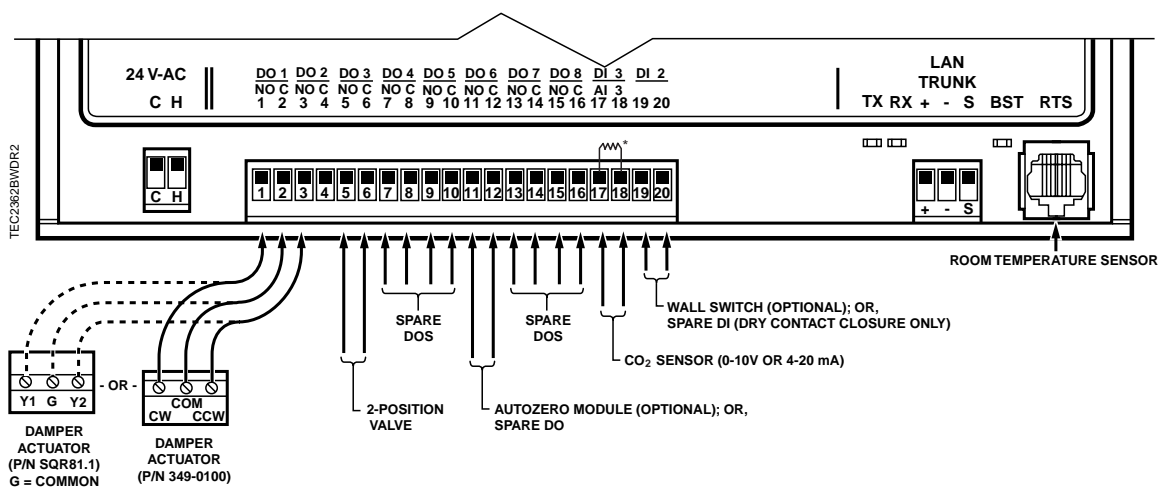 24 V-AC
C H
DO 1 DO 2 DO 3 DO 4 DO 5 DO 6 DO 7 DO 8 DI 3 DI 2
NO C NO C NO C NO C NO C NO C NO C NO C AI 3
1 2 3 4 5 6 7 8 9 10 11 12 13 14 15 16 17 18 19 20
LAN
TRUNK
TX RX + - S BST RTS
TEC2362BWDR2
*
C H
1 2 3 4 5 6 7 8 9 10 11 12 13 14 15 16 17 18 19 20
+ - S
ROOM TEMPERATURE SENSOR
SPARE
DOS
SPARE
DOS
WALL SWITCH (OPTIONAL); OR,
SPARE DI (DRY CONTACT CLOSURE ONLY)
CO₂ SENSOR (0-10V OR 4-20 mA)
2-POSITION
VALVE
AUTOZERO MODULE (OPTIONAL); OR,
SPARE DO
Y1 G Y2
- OR -
COM
CW CCW
DAMPER
ACTUATOR
(P/N SQR81.1)
G = COMMON
DAMPER
ACTUATOR
(P/N 349-0100)